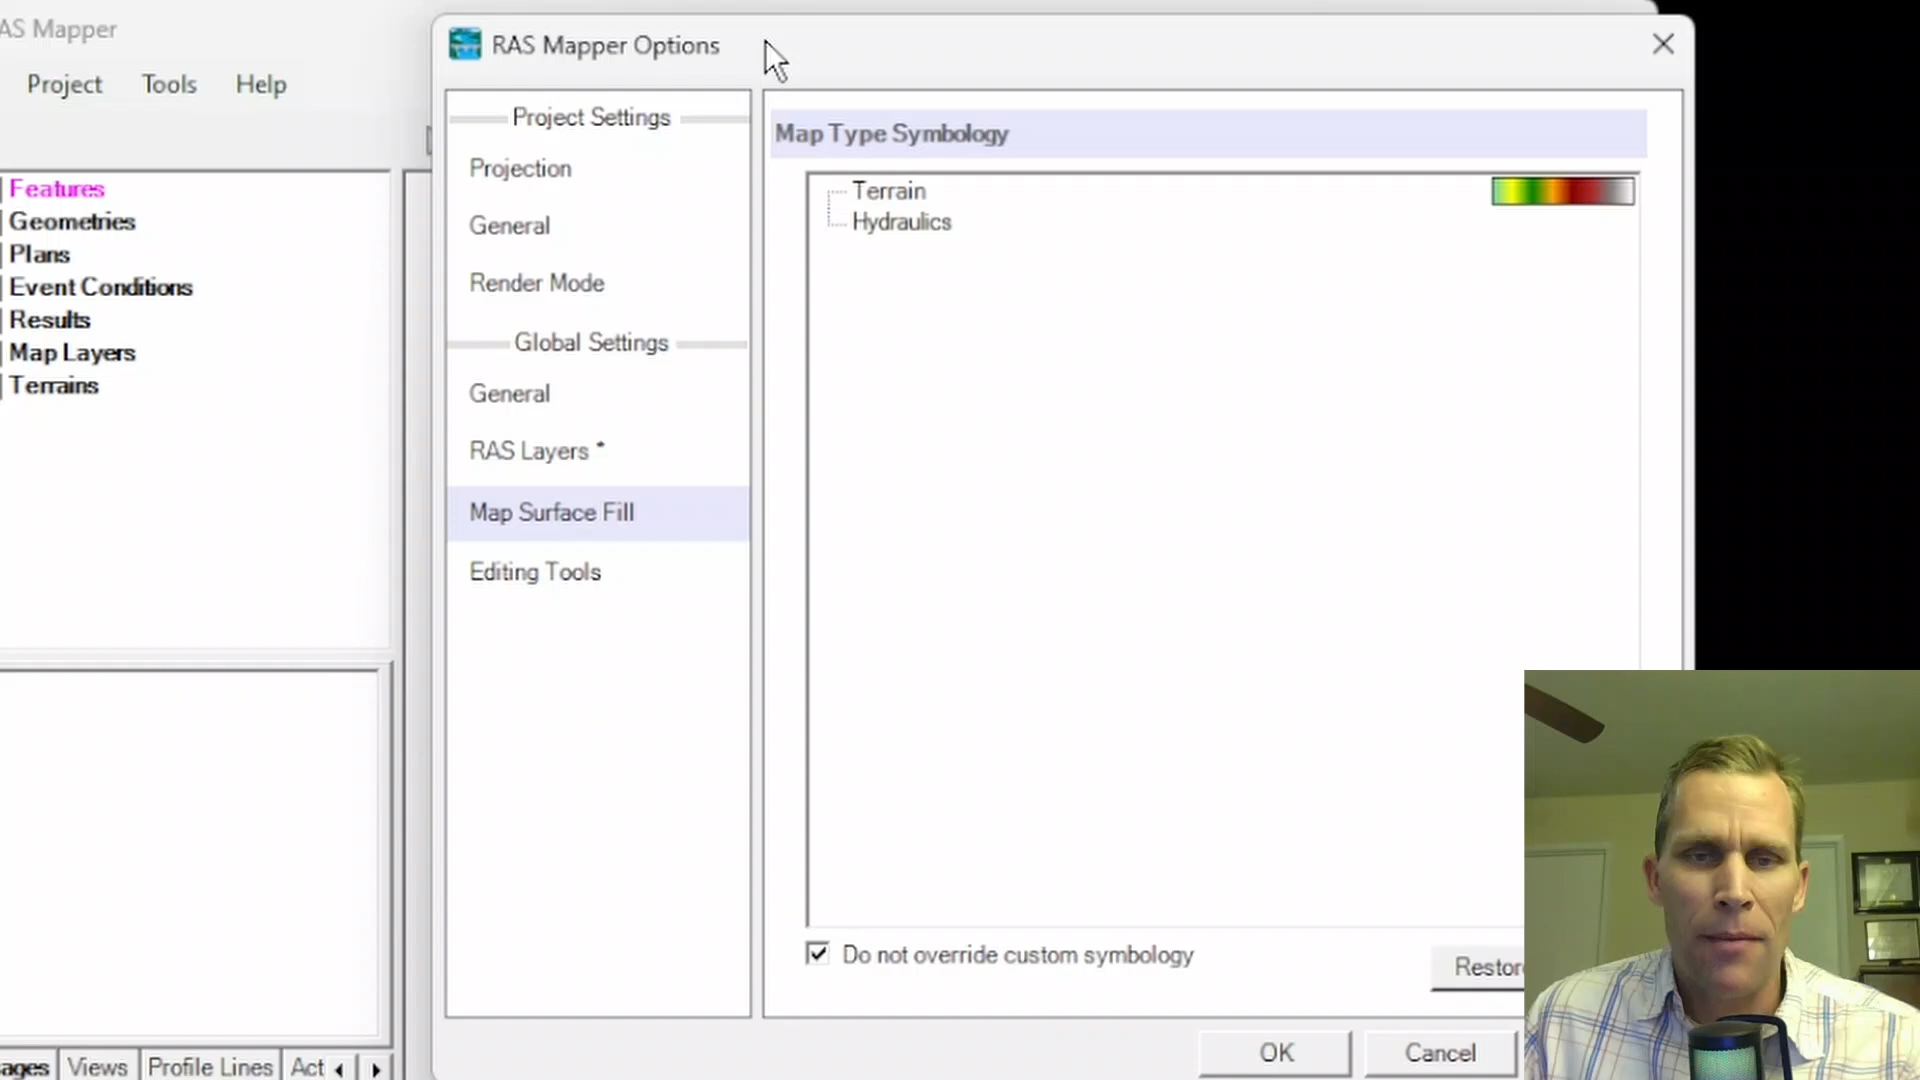 AS Mapper
Project Tools Help
Features
Geometries
Plans
Event Conditions
Results
Map Layers
Terrains
Views Profile Lines
RAS Mapper Options
Project Settings
Projection
General
Render Mode
Global Settings
General
RAS Layers *
Map Surface Fill
Editing Tools
Map Type Symbology
Terrain
Hydraulics
Do not override custom symbology
Restor
OK Cancel